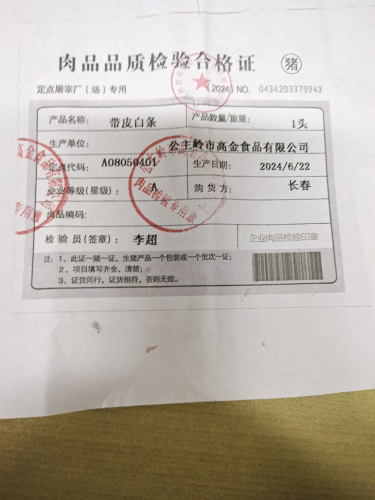 肉品品质检验合格证 猪
定点屠宰厂（场）专用 （2024）NO. 0434203379943
产品名称： 带皮白条 产品数量/重量： 1头
生产单位： 公主岭市高金食品有限公司
定点代码： A08050401 生产日期： 2024/6/22
企业等级(星级)： A 购货方： 长春
肉品编码：
检验员(签章)： 李超 企业肉品检验印章
注：1、此证一猪一证、生猪产品一个包装或一个批次一证；
2、项目填写齐全、清楚；
3、证货同行，证货相符，否则无效。